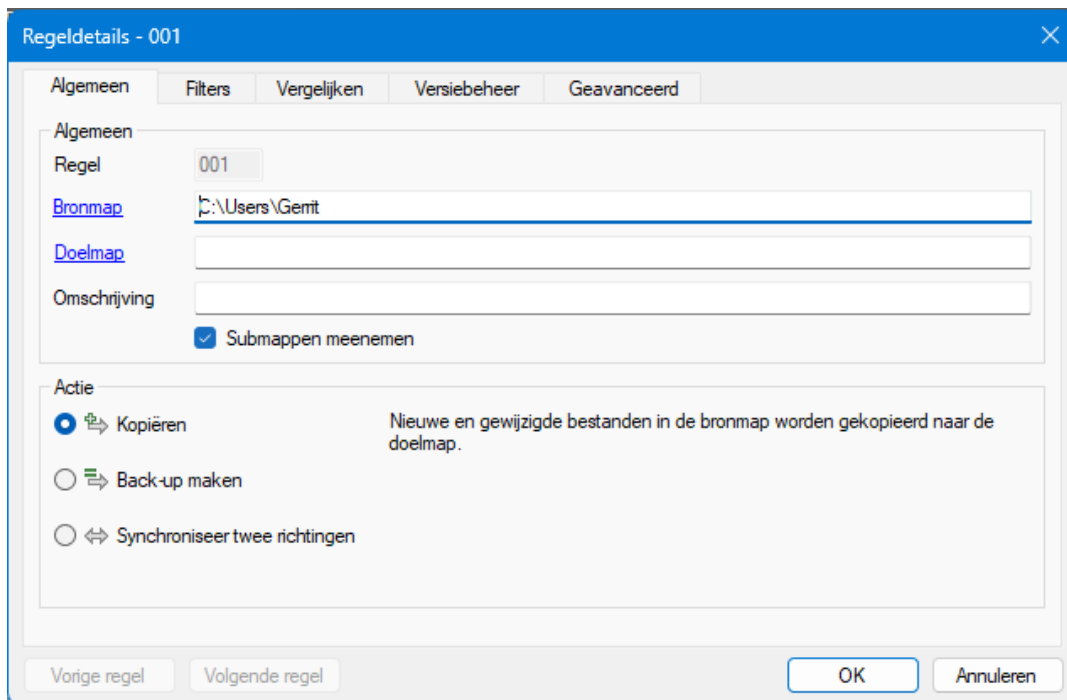 Regeldetails - 001
Algemeen Filters Vergelijken Versiebeheer Geavanceerd
Algemeen
Regel 001
Bronmap C:\Users\Gerrit
Doelmap
Omschrijving
Submappen meenemen
Actie
Kopiëren Nieuwe en gewijzigde bestanden in de bronmap worden gekopieerd naar de
doelmap.
Back-up maken
Synchroniseer twee richtingen
Vorige regel Volgende regel OK Annuleren